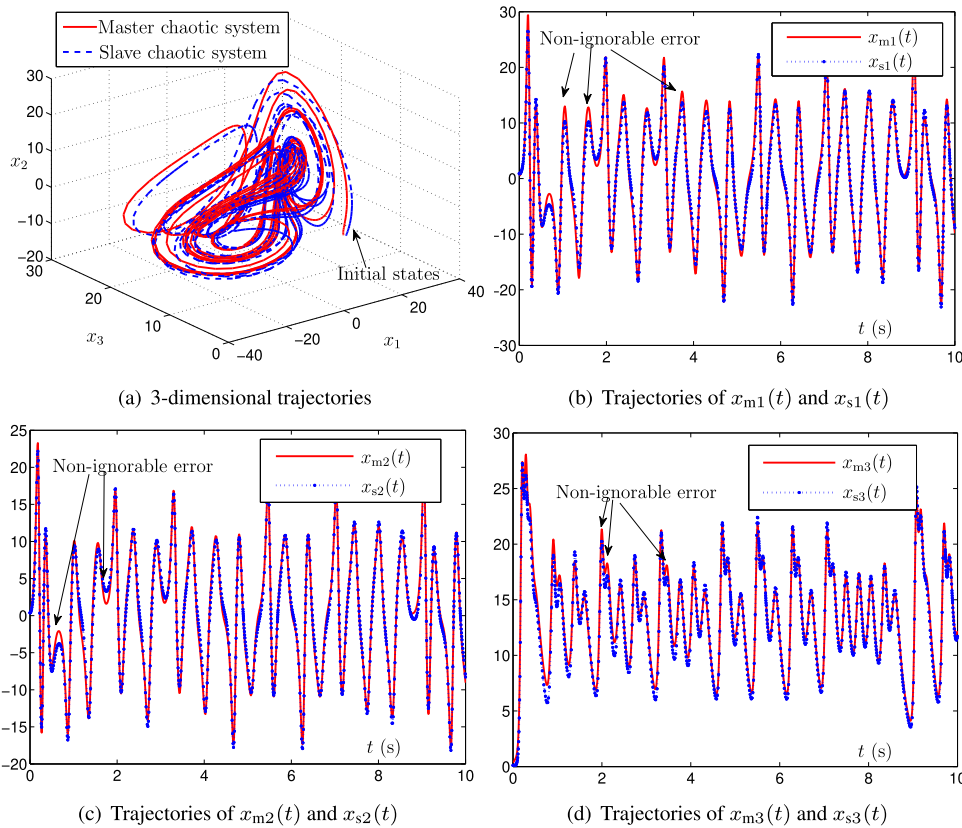 Master chaotic system
Slave chaotic system
30
20
10
x₂
0
−10
−20
30
20
x₃
10
0
−40
−20
0
x₁
20
40
Initial states
(a) 3-dimensional trajectories
30
20
10
0
-10
-20
-30
0
2
4
6
8
10
Non-ignorable error
xₘ₁(t)
xₛ₁(t)
t (s)
(b) Trajectories of xₘ₁(t) and xₛ₁(t)
25
20
15
10
5
0
−5
−10
−15
−20
0
2
4
6
8
10
Non-ignorable error
xₘ₂(t)
xₛ₂(t)
t (s)
(c) Trajectories of xₘ₂(t) and xₛ₂(t)
30
25
20
15
10
5
0
0
2
4
6
8
10
Non-ignorable error
xₘ₃(t)
xₛ₃(t)
t (s)
(d) Trajectories of xₘ₃(t) and xₛ₃(t)